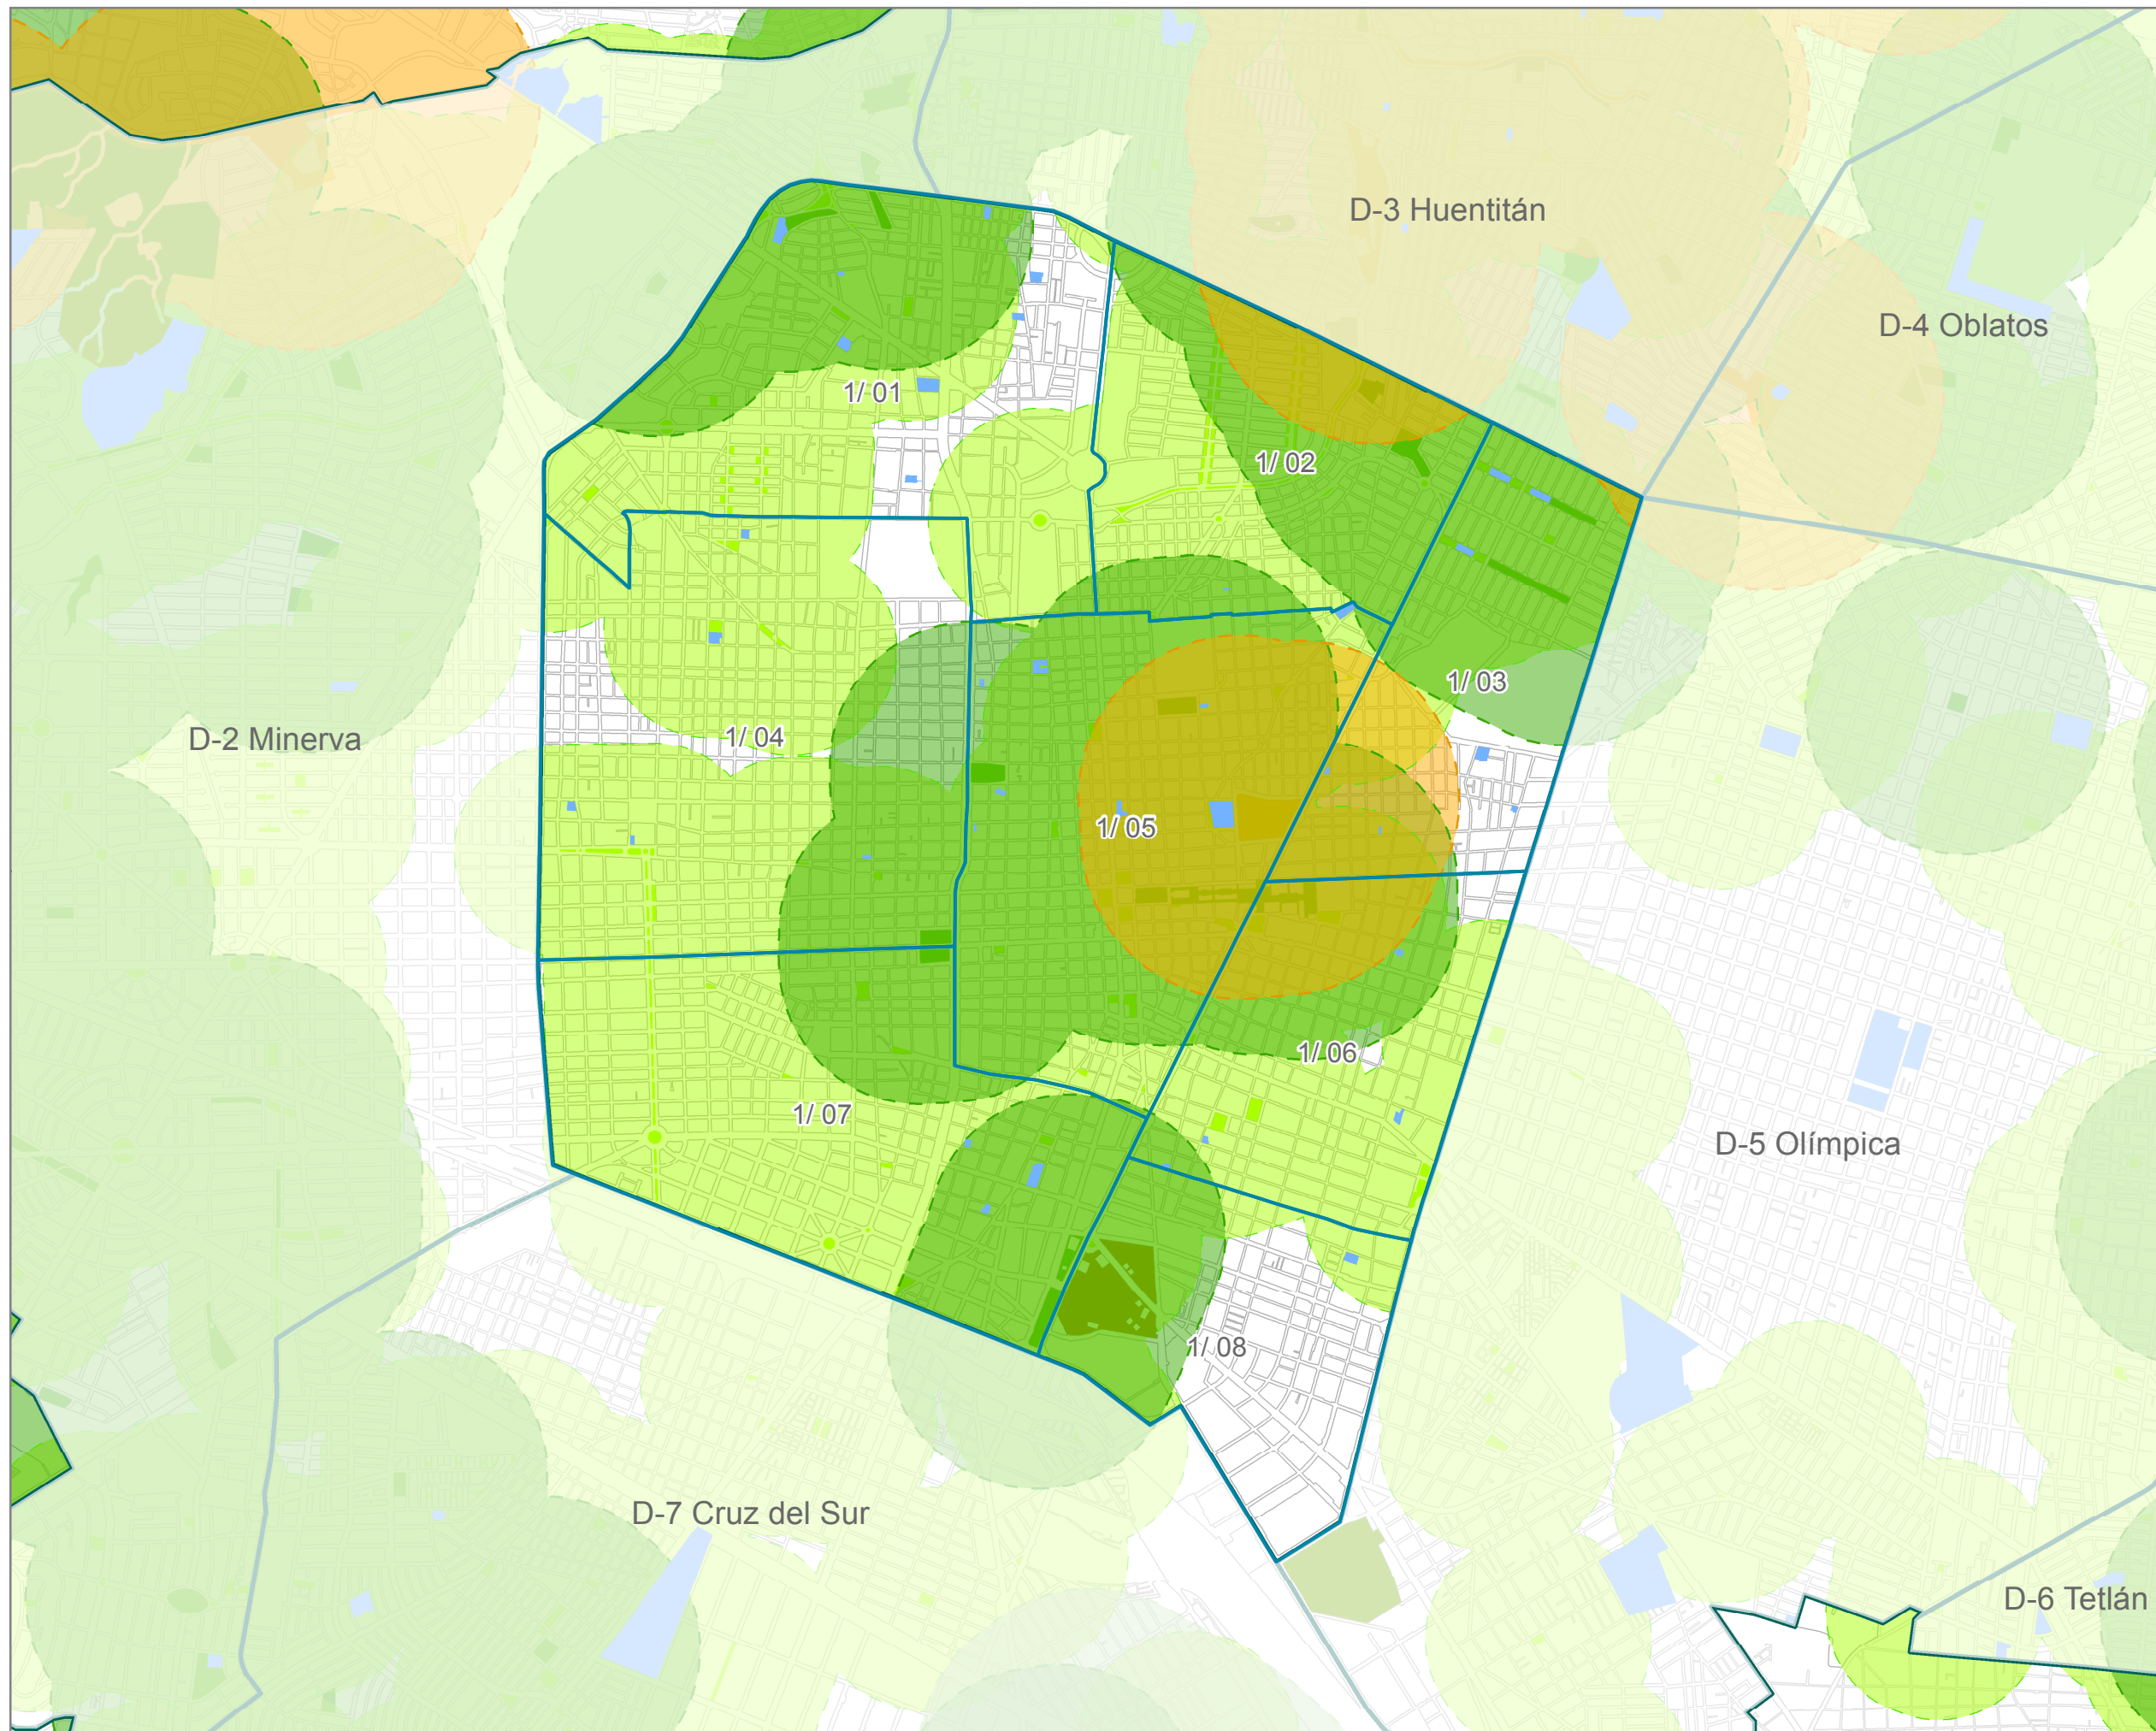 D-3 Huentitán
D-4 Oblatos
1/ 01
1/ 02
1/ 03
D-2 Minerva
1/ 04
1/ 05
1/ 06
1/ 07
D-5 Olímpica
1/ 08
D-7 Cruz del Sur
D-6 Tetlán